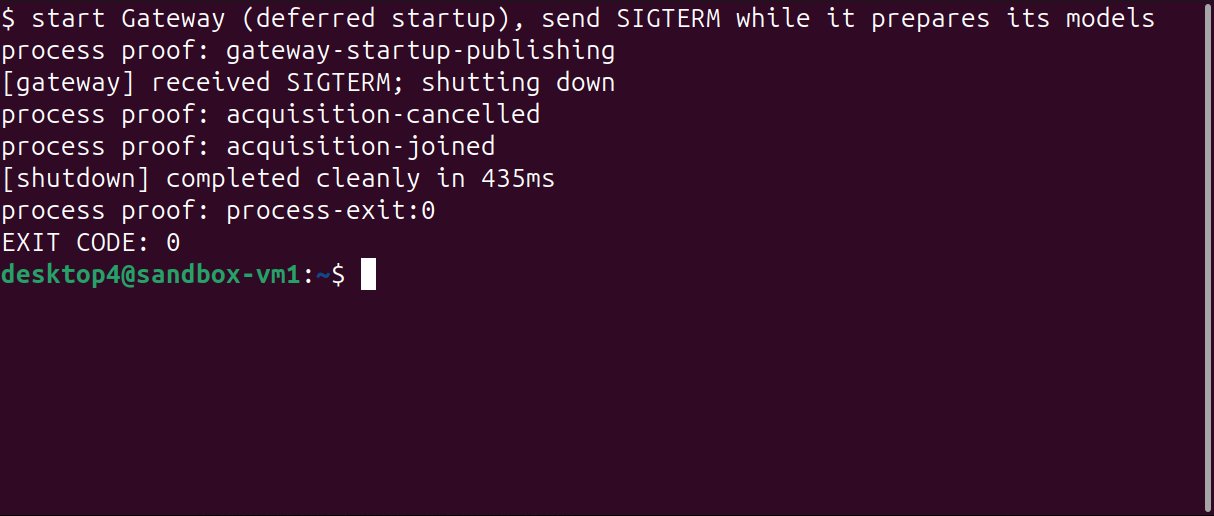 $ start Gateway (deferred startup), send SIGTERM while it prepares its models
process proof: gateway-startup-publishing
[gateway] received SIGTERM; shutting down
process proof: acquisition-cancelled
process proof: acquisition-joined
[shutdown] completed cleanly in 435ms
process proof: process-exit:0
EXIT CODE: 0
desktop4@sandbox-vm1:~$